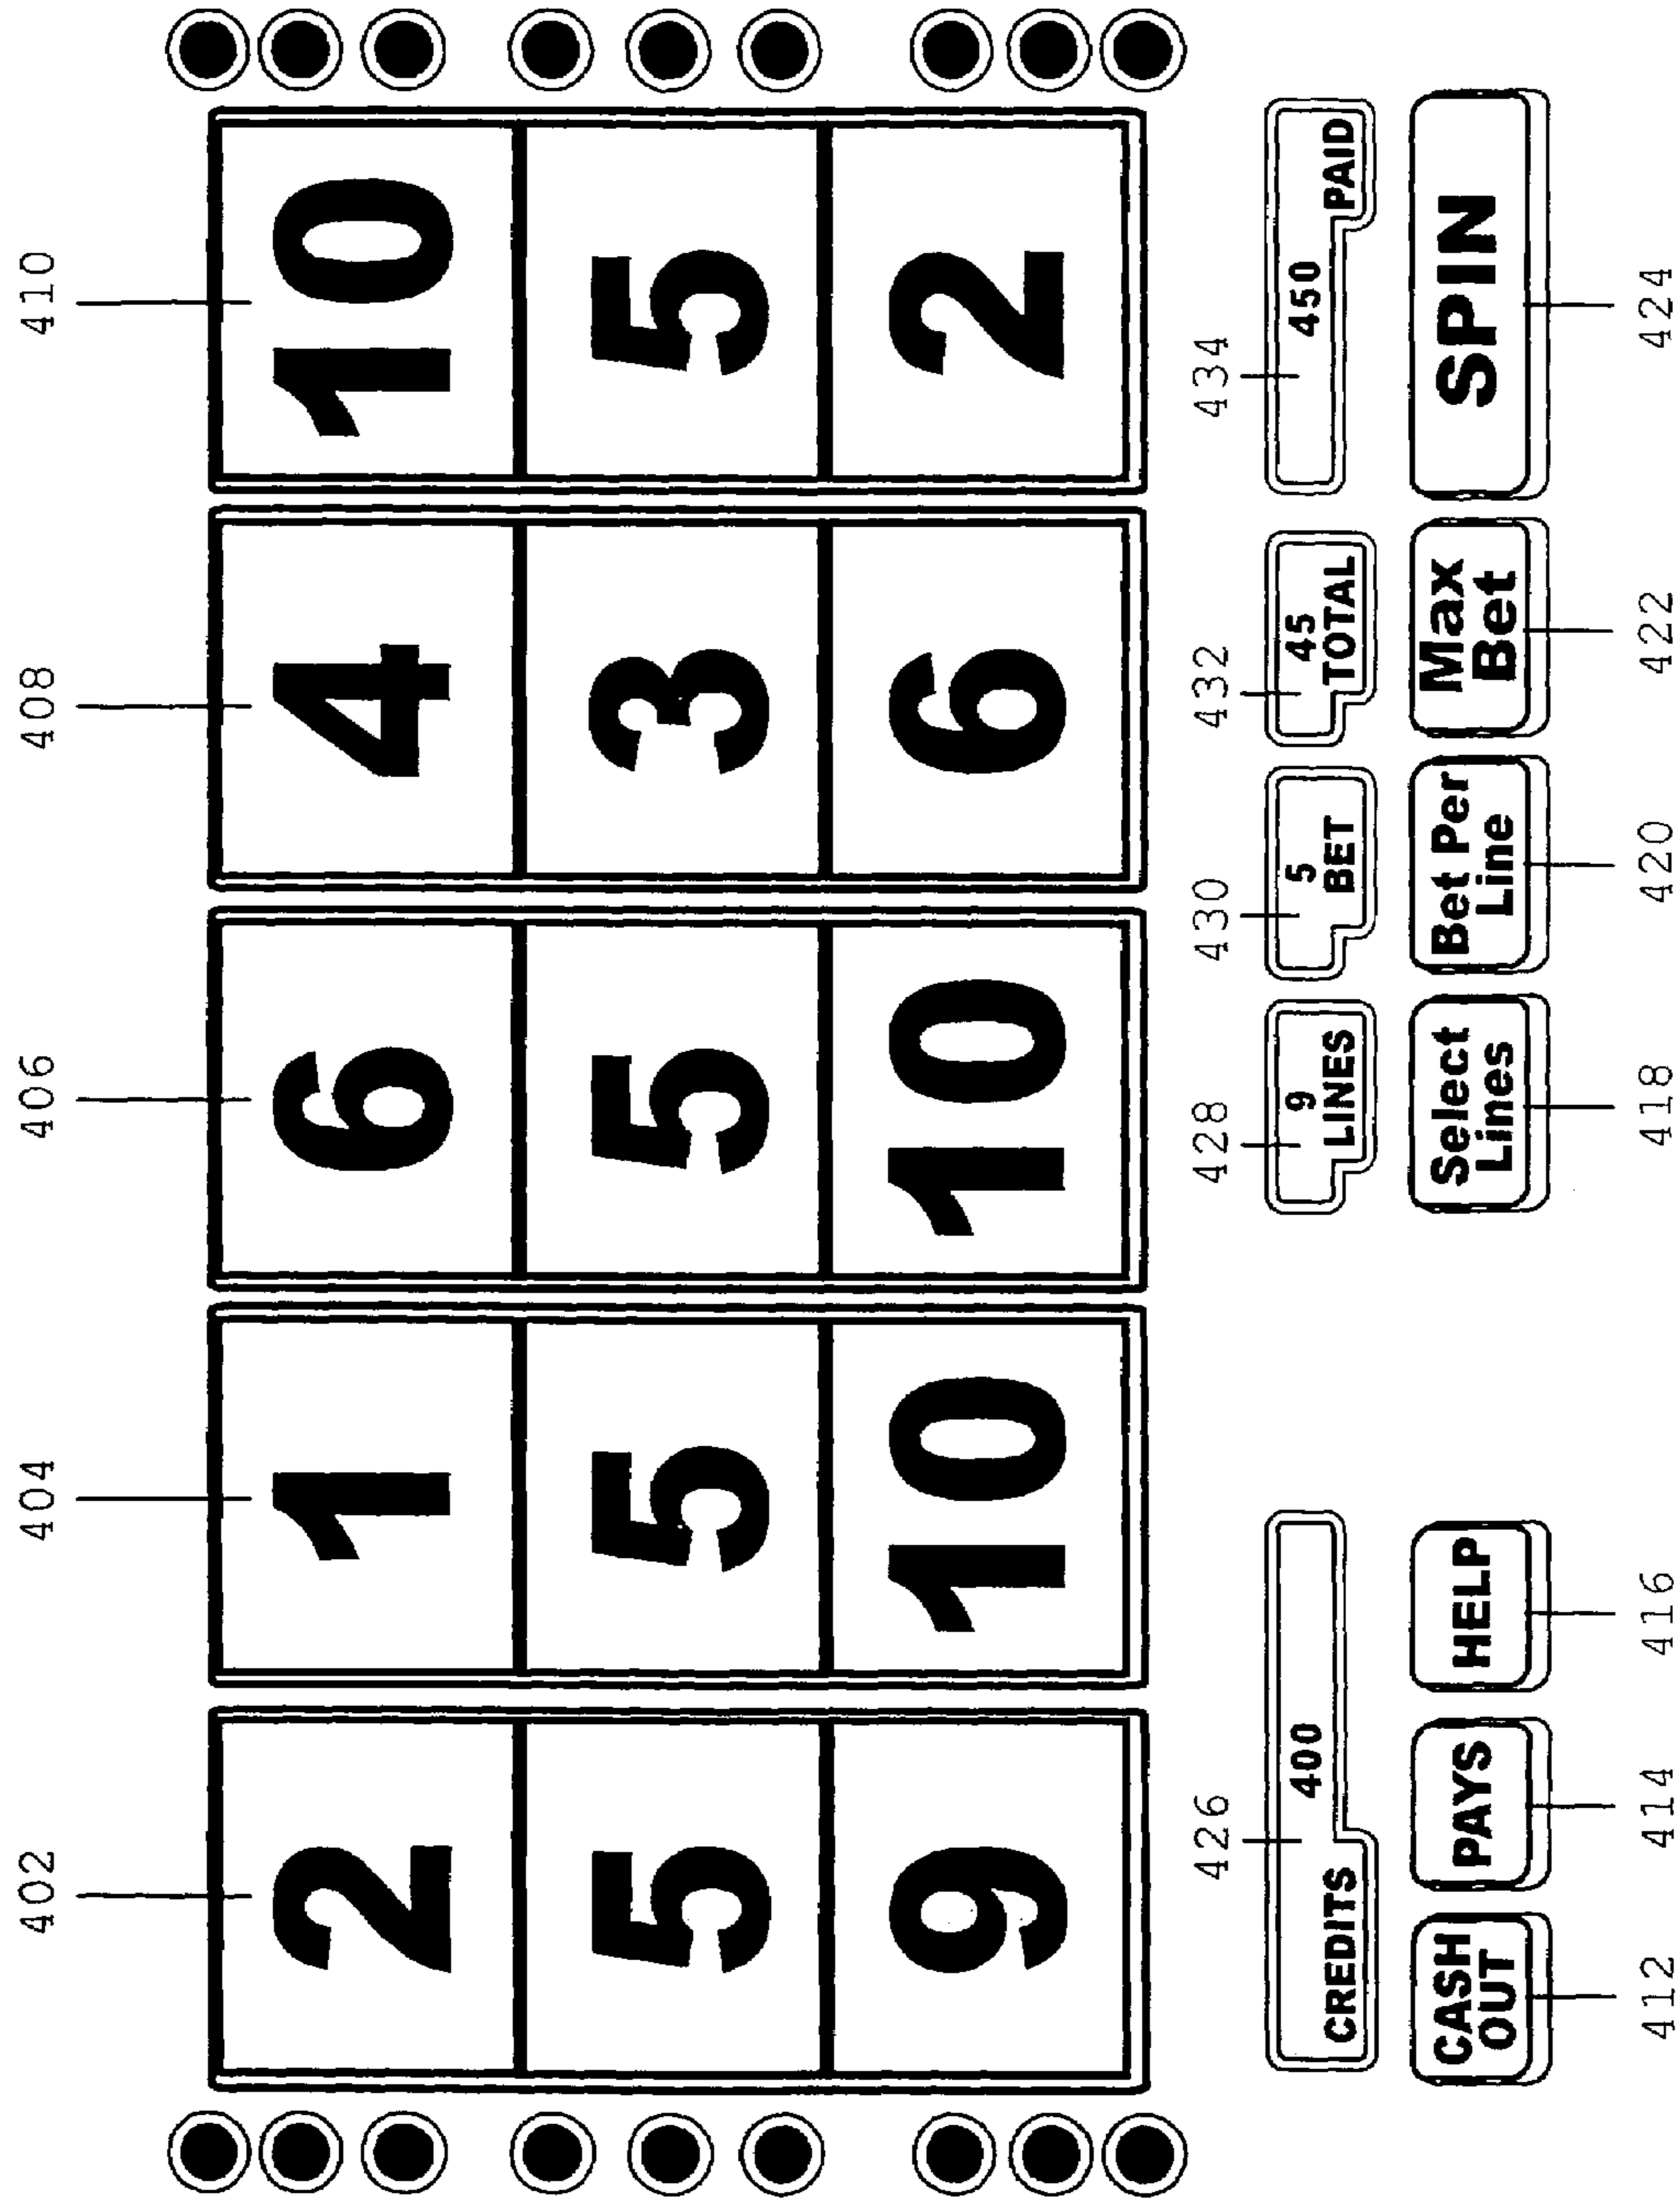 402 404 406 408 410
2 1 6 4 10
5 5 5 3 5
9 10 10 6 2
426 428 430 432 434
400 9 5 45 450
CREDITS LINES BET TOTAL PAID
CASH
OUT
PAYS
HELP
Select
Lines
Bet Per
Line
Max
Bet
SPIN
412 414 416 418 420 422 424